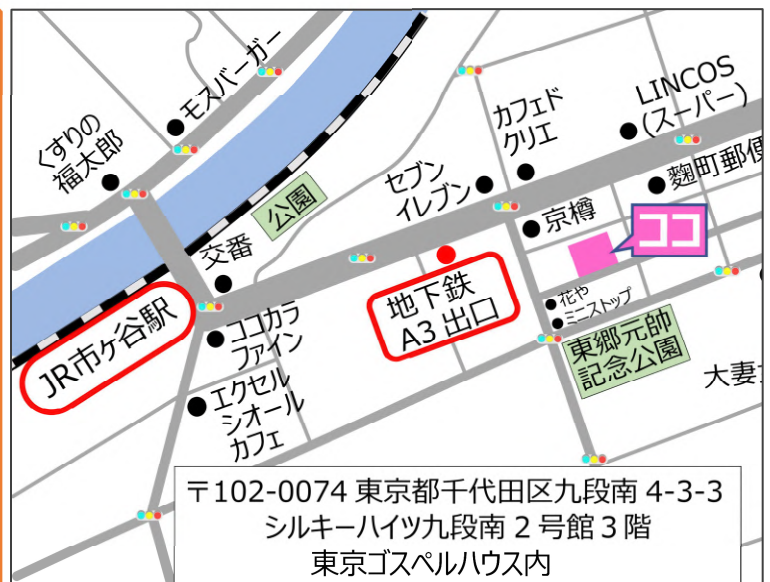 モスバーガー
くすりの
福太郎
カフェド
クリエ
LINCOS
(スーパー)
セブン
イレブン
麴町郵便
公園
京樽
ココ
交番
地下鉄
A3 出口
花や
ミニストップ
JR市ヶ谷駅
ココカラ
ファイン
東郷元帥
記念公園
大妻
エクセル
シオール
カフェ
〒102-0074 東京都千代田区九段南 4-3-3
シルキーハイツ九段南 2 号館 3 階
東京ゴスペルハウス内